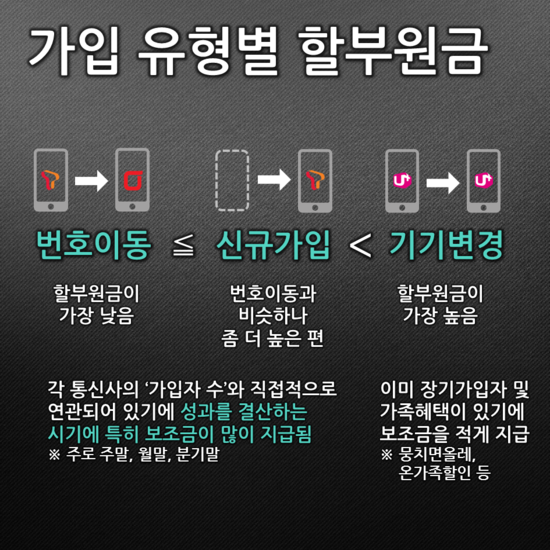 가입 유형별 할부원금
번호이동 ≦ 신규가입 < 기기변경
할부원금이
가장 낮음
번호이동과
비슷하나
좀 더 높은 편
할부원금이
가장 높음
각 통신사의 ‘가입자 수’와 직접적으로
연관되어 있기에 성과를 결산하는
시기에 특히 보조금이 많이 지급됨
※ 주로 주말, 월말, 분기말
이미 장기가입자 및
가족혜택이 있기에
보조금을 적게 지급
※ 뭉치면올레,
온가족할인 등